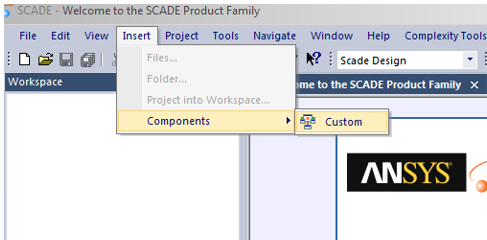 SCADE - Welcome to the SCADE Product Family
File Edit View Insert Project Tools Navigate Window Help Complexity Tools
Files...
Scade Design
Folder...
Workspace
me to the SCADE Product Family
Project into Workspace...
Components
Custom
ANSYS